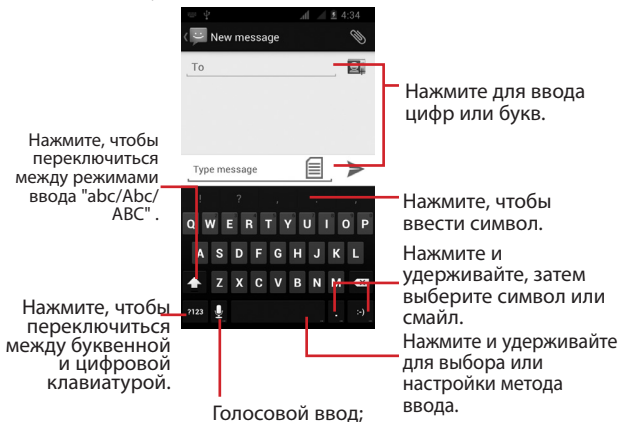 4:34
New message
To
Нажмите для ввода
цифр или букв.
Type message
Нажмите, чтобы
переключиться
между режимами
ввода "abc/Abc/
ABC" .
! ? ,
Нажмите, чтобы
ввести символ.
Q W E R T Y U I O P
A S D F G H J K L
Z X C V B N M
Нажмите и
удерживайте, затем
выберите символ или
смайл.
?123 . :-)
Нажмите, чтобы
переключиться
между буквенной
и цифровой
клавиатурой.
Нажмите и удерживайте
для выбора или
настройки метода
ввода.
Голосовой ввод;